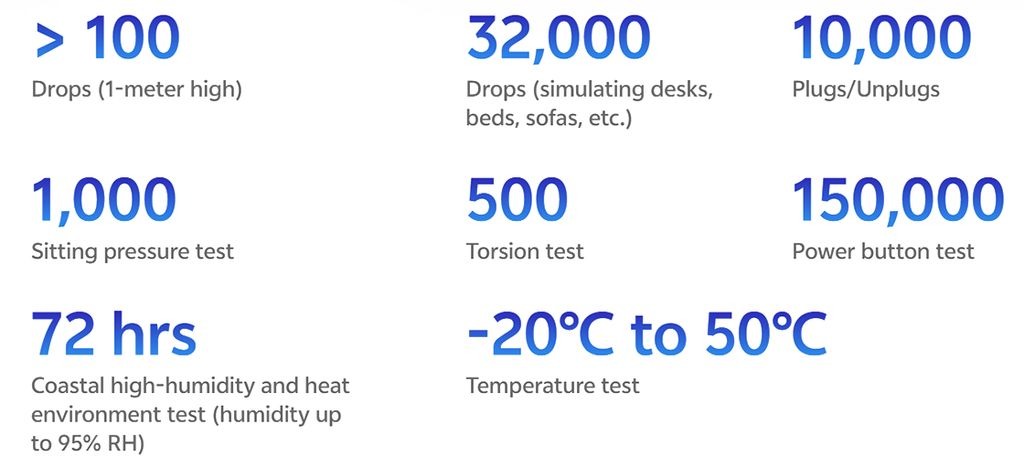 > 100
Drops (1-meter high)
32,000
Drops (simulating desks,
beds, sofas, etc.)
10,000
Plugs/Unplugs
1,000
Sitting pressure test
500
Torsion test
150,000
Power button test
72 hrs
Coastal high-humidity and heat
environment test (humidity up
to 95% RH)
-20°C to 50°C
Temperature test